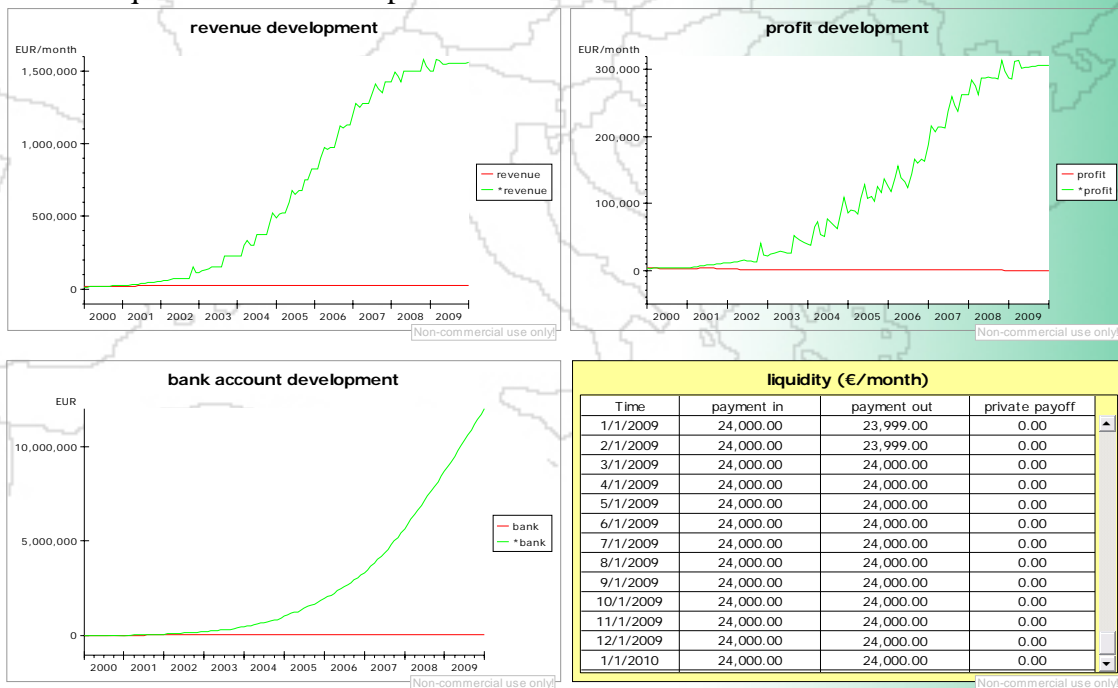 revenue development
EUR/month
1,500,000
1,000,000
500,000
0
2000 2001 2002 2003 2004 2005 2006 2007 2008 2009
revenue
*revenue
Non-commercial use only!
profit development
EUR/month
300,000
200,000
100,000
0
2000 2001 2002 2003 2004 2005 2006 2007 2008 2009
profit
*profit
Non-commercial use only!
bank account development
EUR
10,000,000
5,000,000
0
2000 2001 2002 2003 2004 2005 2006 2007 2008 2009
bank
*bank
Non-commercial use only!
liquidity (€/month)
Time payment in payment out private payoff
1/1/2009 24,000.00 23,999.00 0.00
2/1/2009 24,000.00 23,999.00 0.00
3/1/2009 24,000.00 24,000.00 0.00
4/1/2009 24,000.00 24,000.00 0.00
5/1/2009 24,000.00 24,000.00 0.00
6/1/2009 24,000.00 24,000.00 0.00
7/1/2009 24,000.00 24,000.00 0.00
8/1/2009 24,000.00 24,000.00 0.00
9/1/2009 24,000.00 24,000.00 0.00
10/1/2009 24,000.00 24,000.00 0.00
11/1/2009 24,000.00 24,000.00 0.00
12/1/2009 24,000.00 24,000.00 0.00
1/1/2010 24,000.00 24,000.00 0.00
Non-commercial use only!